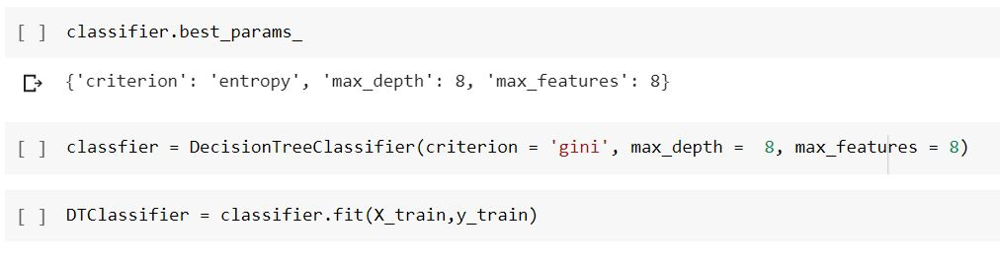 [ ] classifier.best_params_
{'criterion': 'entropy', 'max_depth': 8, 'max_features': 8}
[ ] classfier = DecisionTreeClassifier(criterion = 'gini', max_depth =  8, max_features = 8)
[ ] DTClassifier = classifier.fit(X_train,y_train)